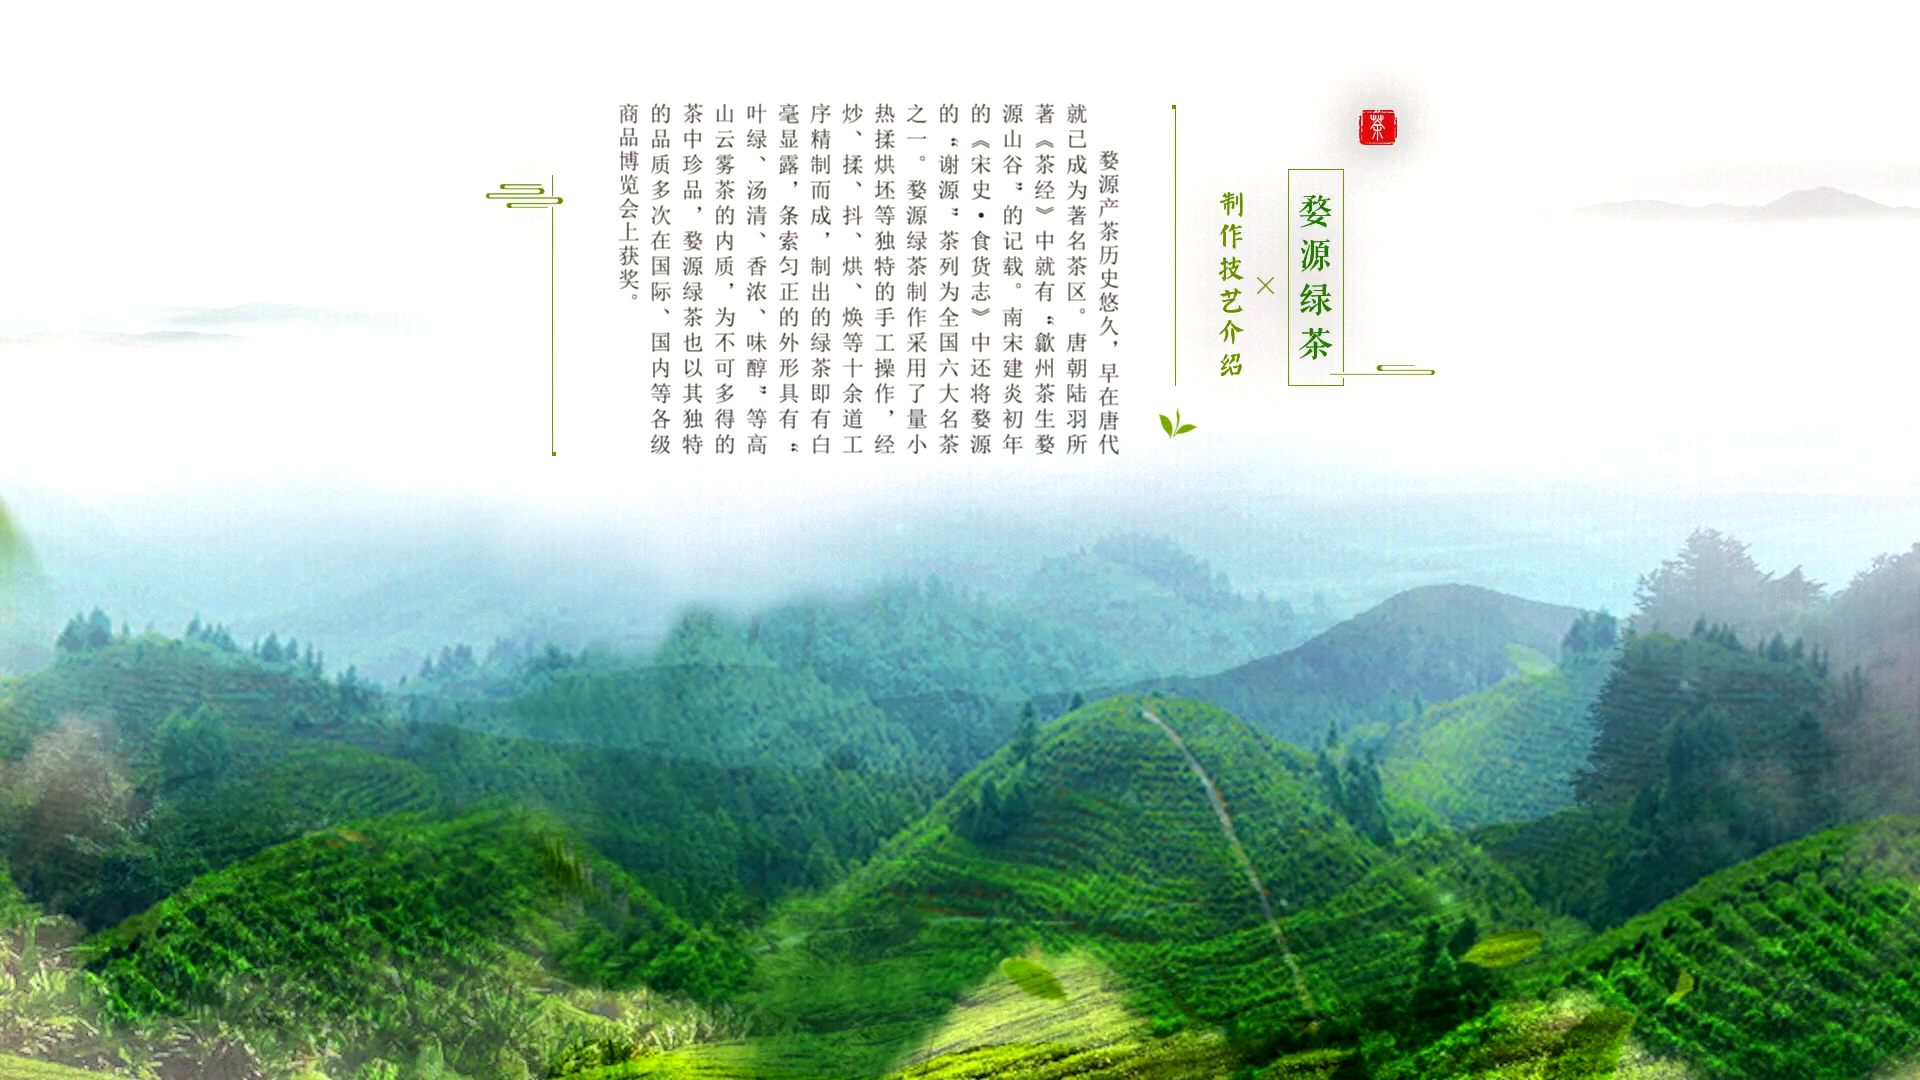 茶
婺源绿茶
×
制作技艺介绍
婺源产茶历史悠久，早在唐代
就已成为著名茶区。唐朝陆羽所
著《茶经》中就有“歙州茶生婺
源山谷”的记载。南宋建炎初年
的《宋史·食货志》中还将婺源
的“谢源”茶列为全国六大名茶
之一。婺源绿茶制作采用了量小
热揉烘坯等独特的手工操作，经
炒、揉、抖、烘、焕等十余道工
序精制而成，制出的绿茶即有白
毫显露，条索匀正的外形具有“
叶绿、汤清、香浓、味醇”等高
山云雾茶的内质，为不可多得的
茶中珍品，婺源绿茶也以其独特
的品质多次在国际、国内等各级
商品博览会上获奖。